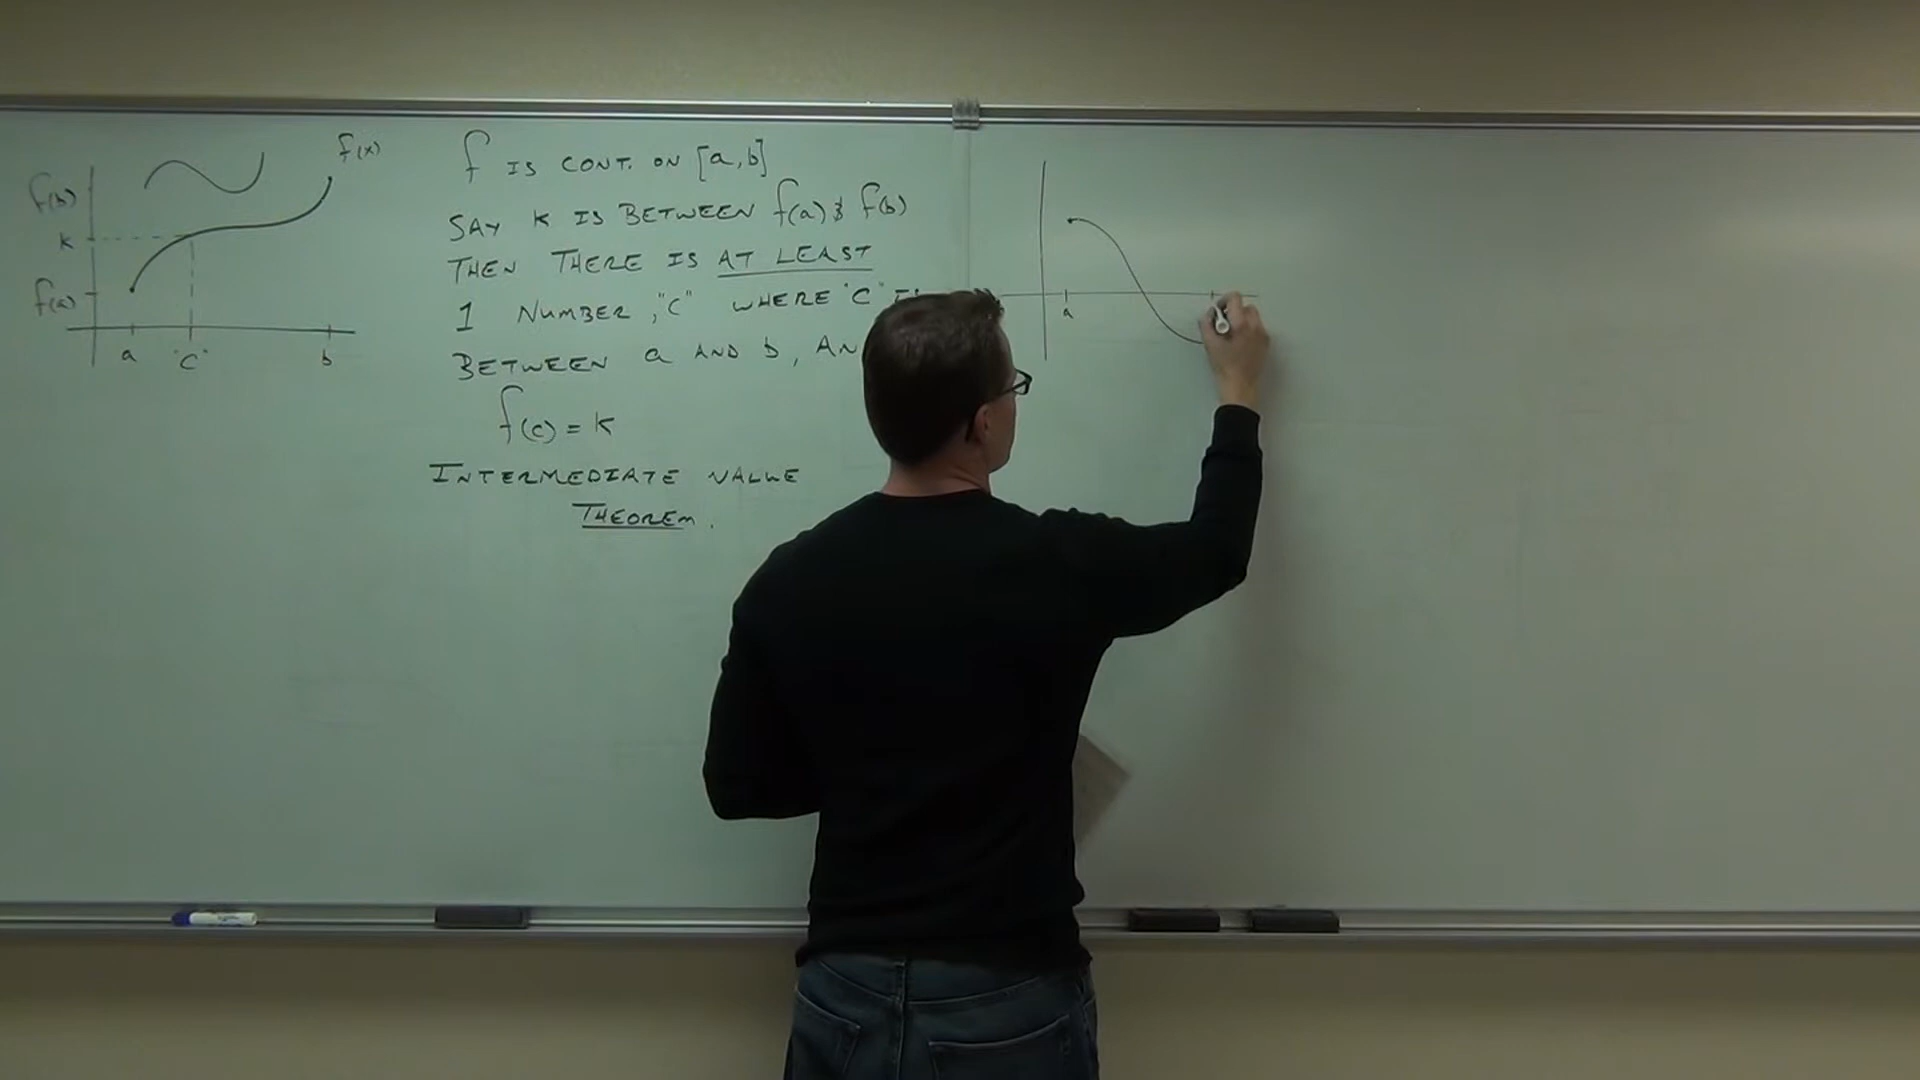 f(x)
f(b)
k
f(a)
a "C" b
f IS CONT. ON [a,b]
SAY K IS BETWEEN f(a) & f(b)
THEN THERE IS AT LEAST
1 NUMBER, "C" WHERE "C"
BETWEEN a AND b,
f(c) = K
INTERMEDIATE VALUE
THEOREM.
a